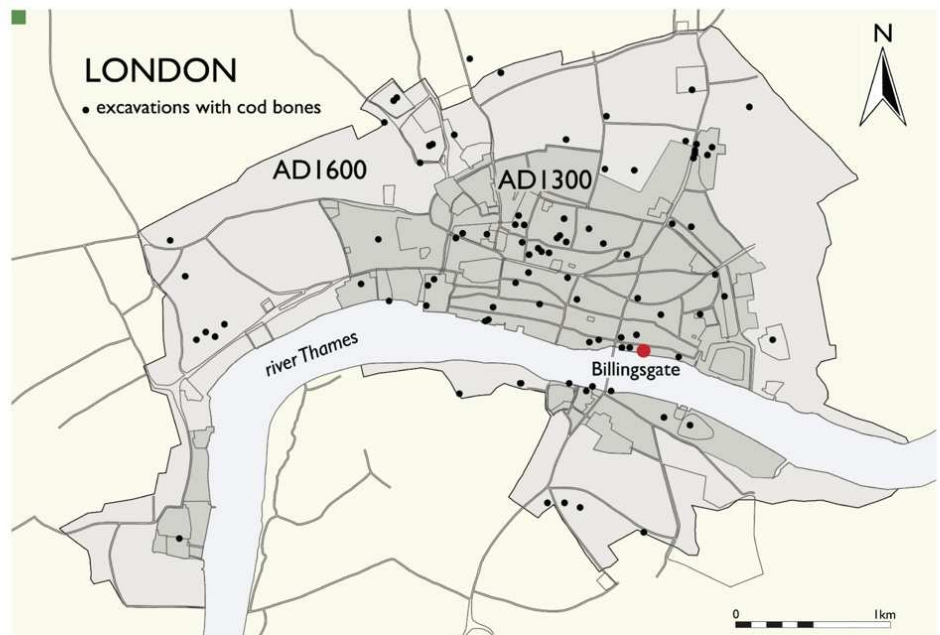 LONDON
• excavations with cod bones
N
AD1600
AD1300
river Thames
Billingsgate
0 1km